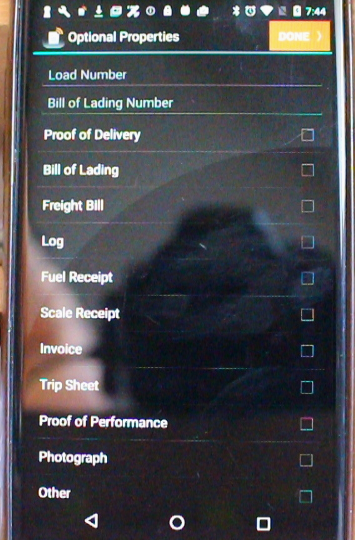 7:44
Optional Properties
DONE
Load Number
Bill of Lading Number
Proof of Delivery
Bill of Lading
Freight Bill
Log
Fuel Receipt
Scale Receipt
Invoice
Trip Sheet
Proof of Performance
Photograph
Other